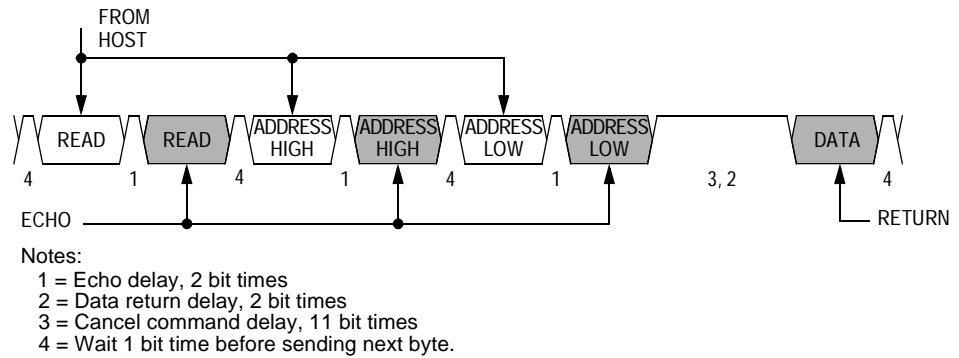 FROM
HOST
READ READ ADDRESS HIGH ADDRESS HIGH ADDRESS LOW ADDRESS LOW DATA
4 1 4 1 4 1 3, 2 4
ECHO RETURN
Notes:
1 = Echo delay, 2 bit times
2 = Data return delay, 2 bit times
3 = Cancel command delay, 11 bit times
4 = Wait 1 bit time before sending next byte.